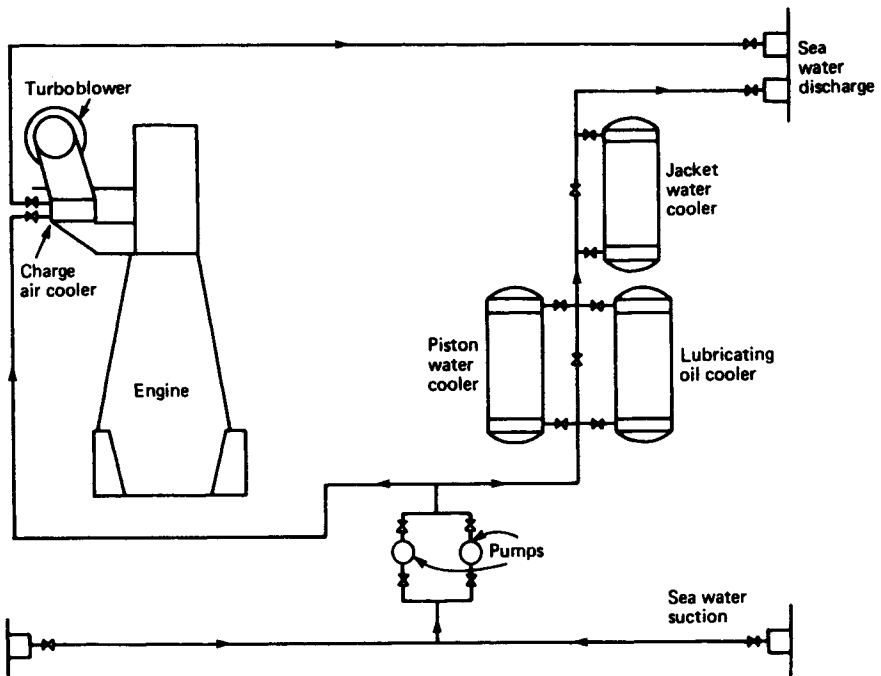 Sea
water
discharge
Turboblower
Jacket
water
cooler
Charge
air cooler
Piston
water
cooler
Lubricating
oil cooler
Engine
Pumps
Sea water
suction